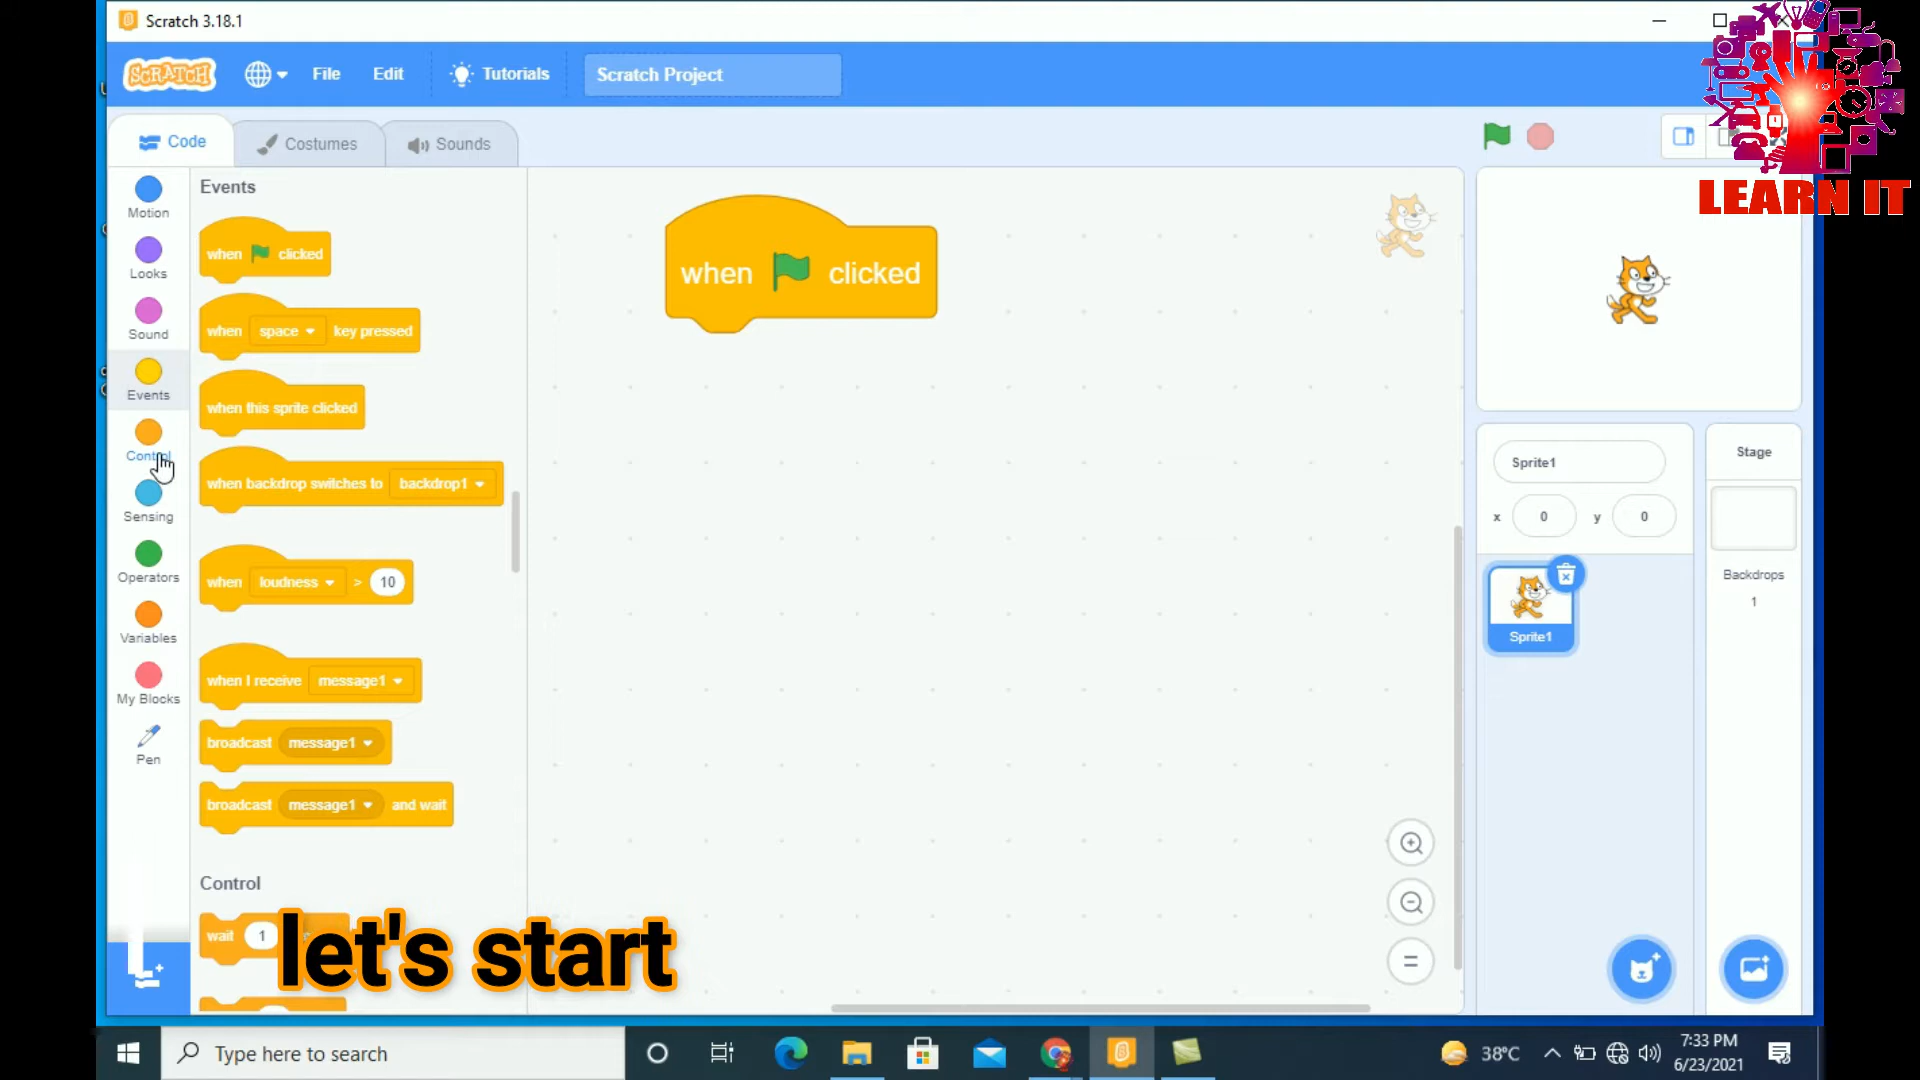 Scratch 3.18.1
SCRATCH
File
Edit
Tutorials
Scratch Project
LEARN IT
Code
Costumes
Sounds
Motion
Looks
Sound
Events
Control
Sensing
Operators
Variables
My Blocks
Pen
Events
when clicked
when space key pressed
when this sprite clicked
when backdrop switches to backdrop1
when loudness > 10
when I receive message1
broadcast message1
broadcast message1 and wait
Control
wait 1
let's start
when clicked
Sprite1
x 0 y 0
Sprite1
Stage
Backdrops
1
Type here to search
38°C
7:33 PM
6/23/2021